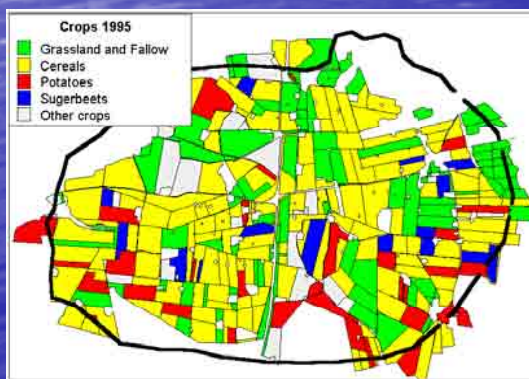 Crops 1995
Grassland and Fallow
Cereals
Potatoes
Sugerbeets
Other crops